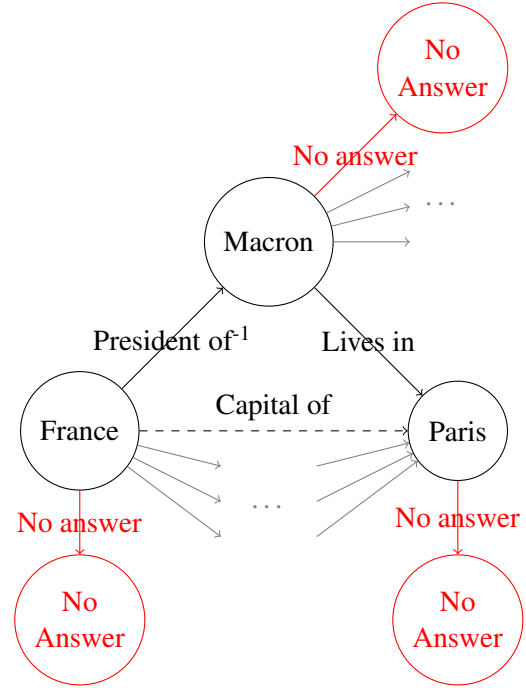 No
Answer
No answer
...
Macron
President of-1
Lives in
Capital of
France
Paris
...
No answer
No answer
No
Answer
No
Answer